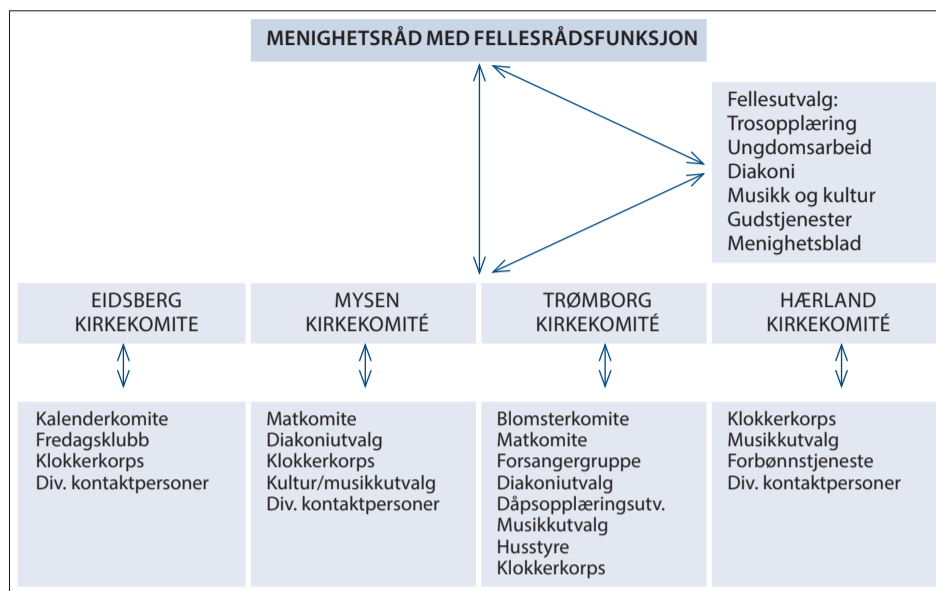 MENIGHETSRÅD MED FELLESRÅDSFUNKSJON
Fellesutvalg:
Trosopplæring
Ungdomsarbeid
Diakoni
Musikk og kultur
Gudstjenester
Menighetsblad
EIDSBERG
KIRKEKOMITE
MYSEN
KIRKEKOMITÉ
TRØMBORG
KIRKEKOMITÉ
HÆRLAND
KIRKEKOMITÉ
Kalenderkomite
Fredagsklubb
Klokkerkorps
Div. kontaktpersoner
Matkomite
Diakoniutvalg
Klokkerkorps
Kultur/musikkutvalg
Div. kontaktpersoner
Blomsterkomite
Matkomite
Forsangergruppe
Diakoniutvalg
Dåpsopplæringsutv.
Musikkutvalg
Husstyre
Klokkerkorps
Klokkerkorps
Musikkutvalg
Forbønnstjeneste
Div. kontaktpersoner